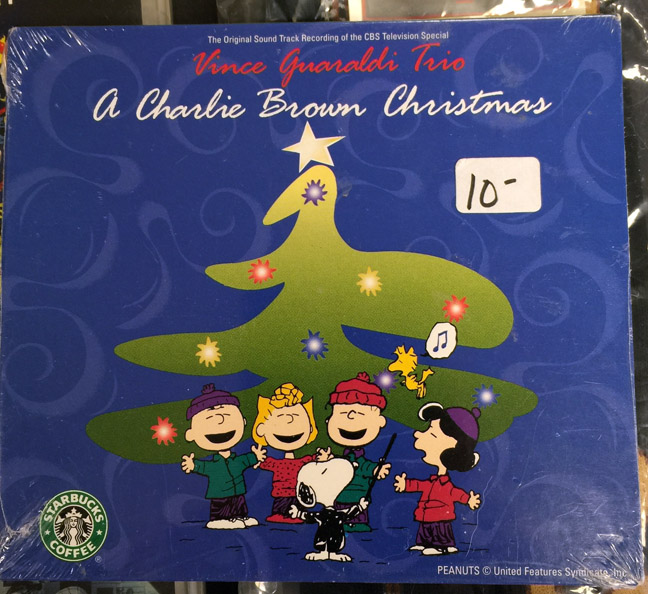 The Original Sound Track Recording of the CBS Television Special
Vince Guaraldi Trio
A Charlie Brown Christmas
10-
STARBUCKS
COFFEE
PEANUTS © United Features Syndicate, Inc